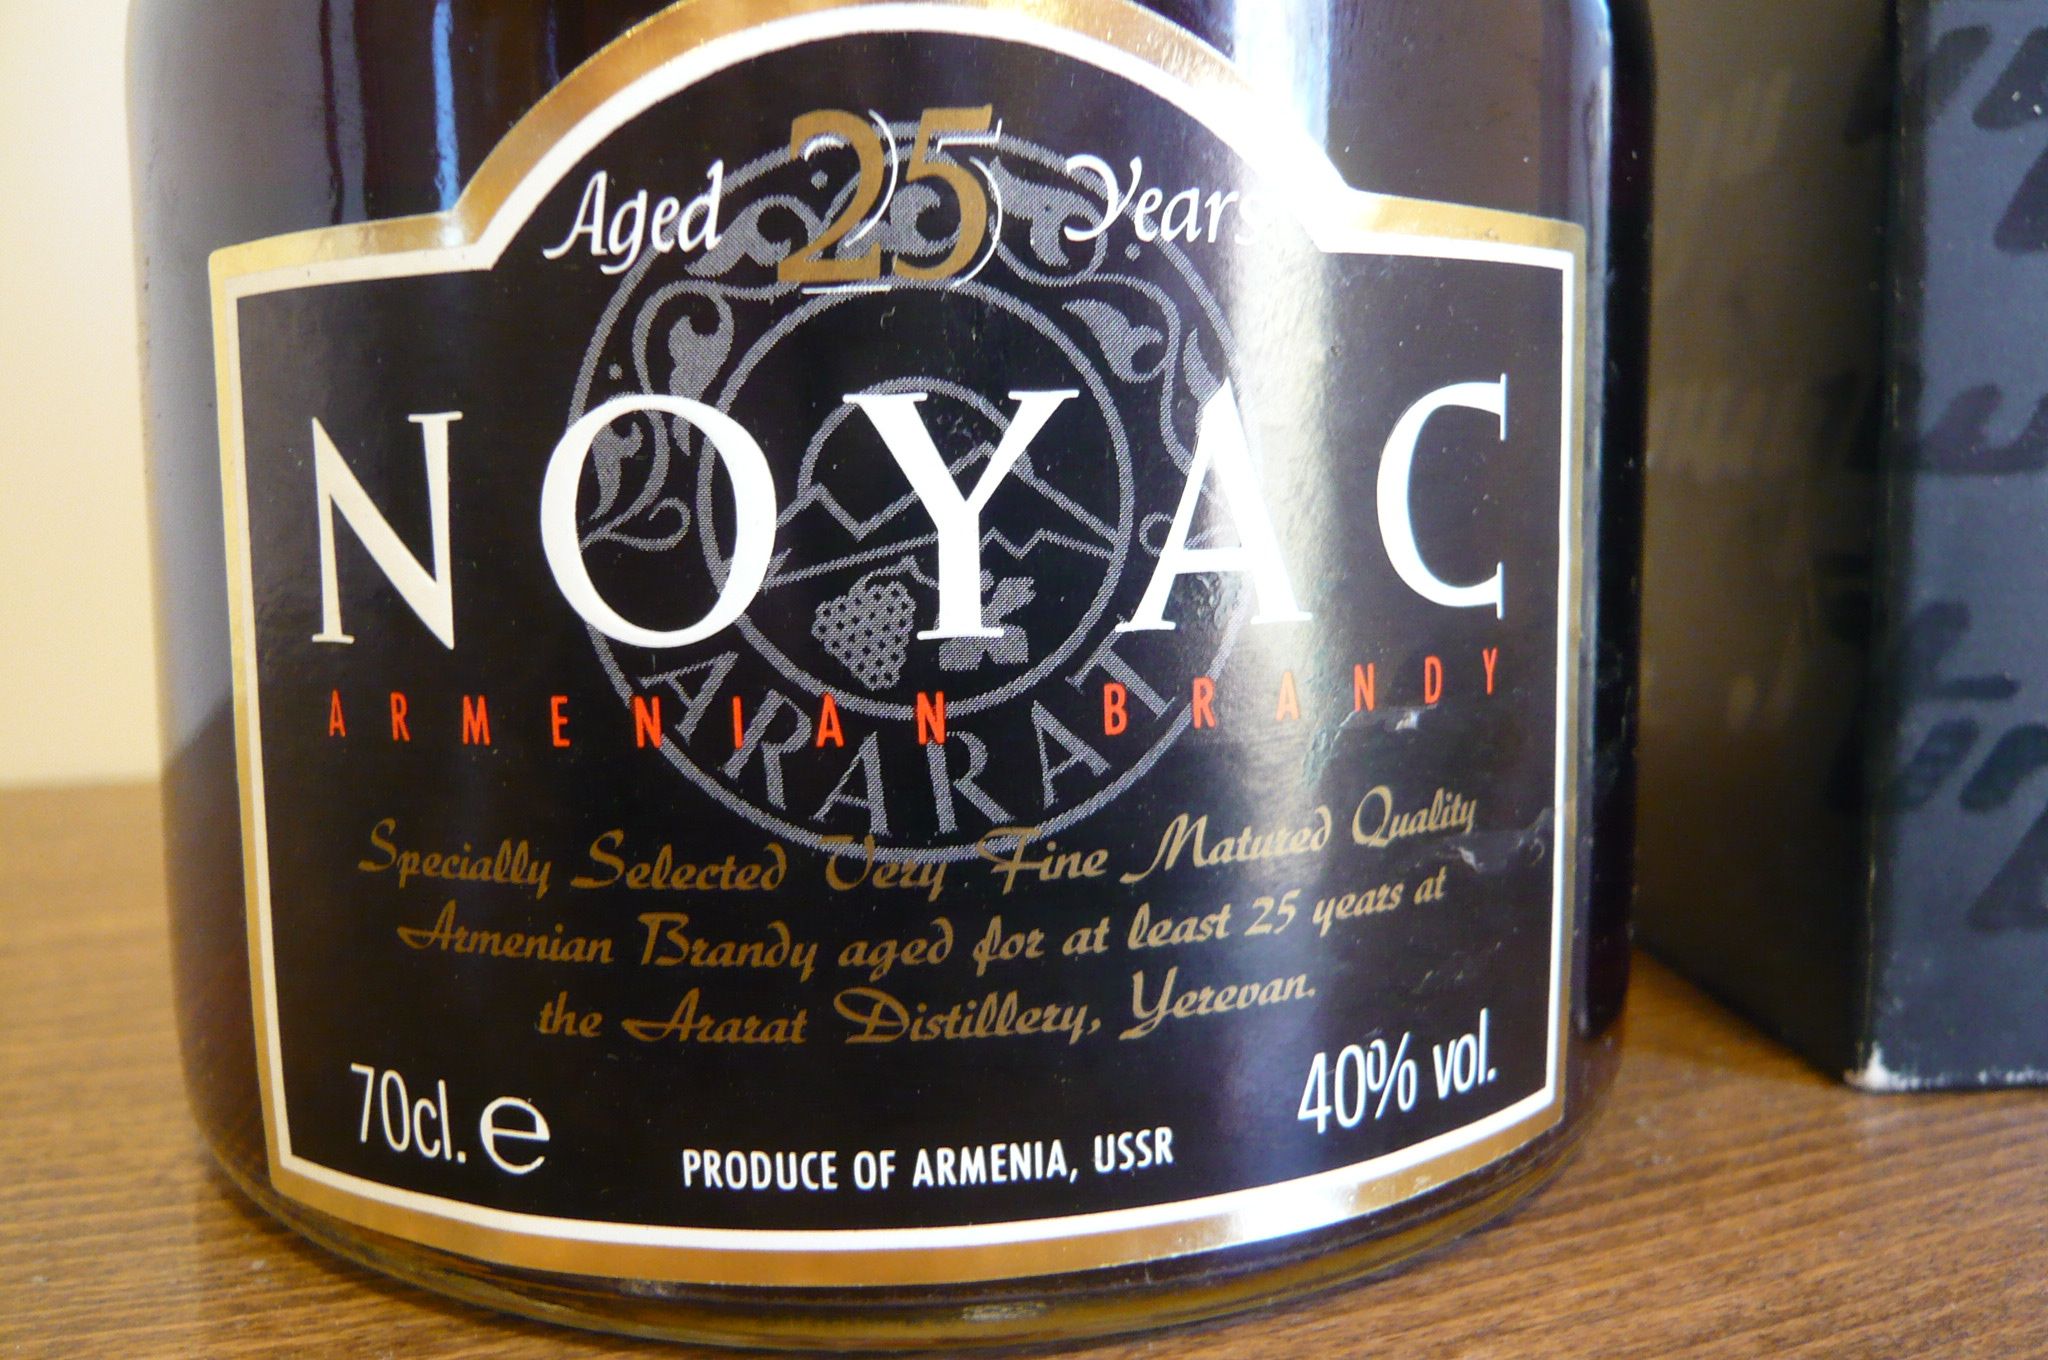 Aged 25 Years
NOYAC
ARMENIAN BRANDY
ARARAT
Specially Selected Very Fine Matured Quality
Armenian Brandy aged for at least 25 years at
the Ararat Distillery, Yerevan.
70cl. e
40% vol.
PRODUCE OF ARMENIA, USSR